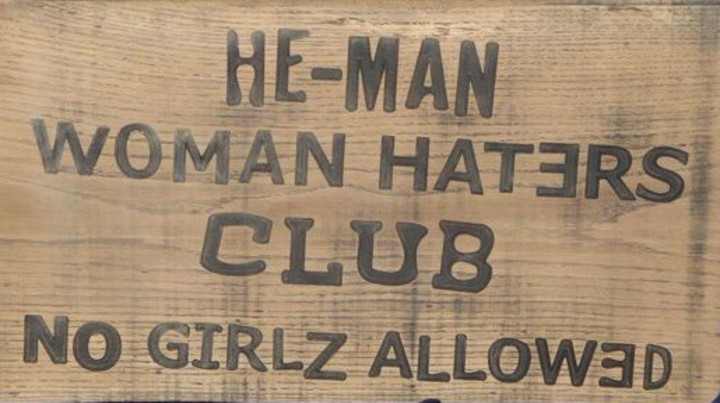 HE-MAN
WOMAN HATƎRS
CLUB
NO GIRLZ ALLOWƎD